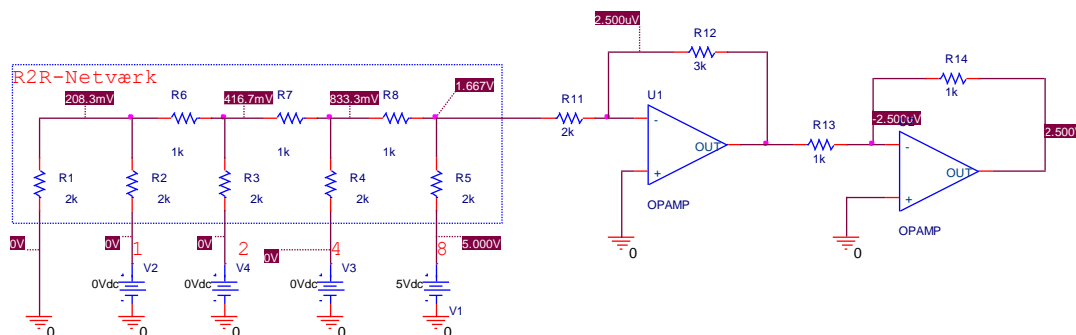 2.500uV
R12
3k
R14
1k
R2R-Netværk
1.667V
208.3mV
R6
416.7mV
R7
833.3mV
R8
U1
R11
2k
-2.500uV
2.500V
R13
1k
1k
1k
1k
-
OUT
+
-
OUT
+
R1
2k
R2
2k
R3
2k
R4
2k
R5
2k
OPAMP
OPAMP
0
0
0V
0V
1
0V
2
0V
4
8
5.000V
V2
0Vdc
V4
0Vdc
V3
0Vdc
5Vdc
V1
0
0
0
0
0